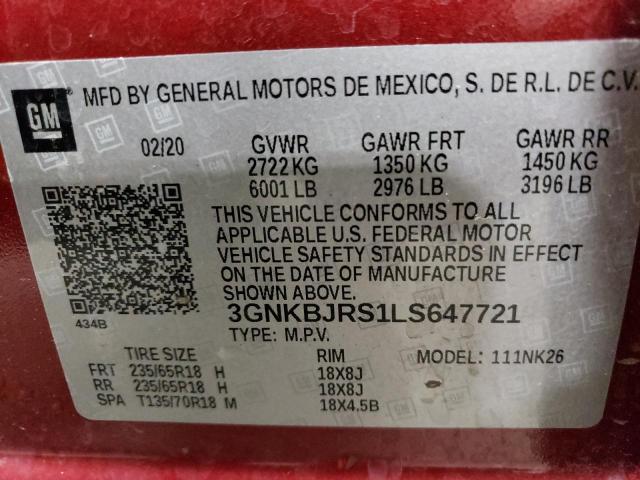 GM
MFD BY GENERAL MOTORS DE MEXICO, S. DE R.L. DE C.V.
02/20 GVWR GAWR FRT GAWR RR
2722 KG 1350 KG 1450 KG
6001 LB 2976 LB 3196 LB
THIS VEHICLE CONFORMS TO ALL
APPLICABLE U.S. FEDERAL MOTOR
VEHICLE SAFETY STANDARDS IN EFFECT
ON THE DATE OF MANUFACTURE
SHOWN ABOVE.
3GNKBJRS1LS647721
434B
TYPE: M.P.V.
TIRE SIZE RIM MODEL: 111NK26
FRT 235/65R18 H 18X8J
RR 235/65R18 H 18X8J
SPA T135/70R18 M 18X4.5B